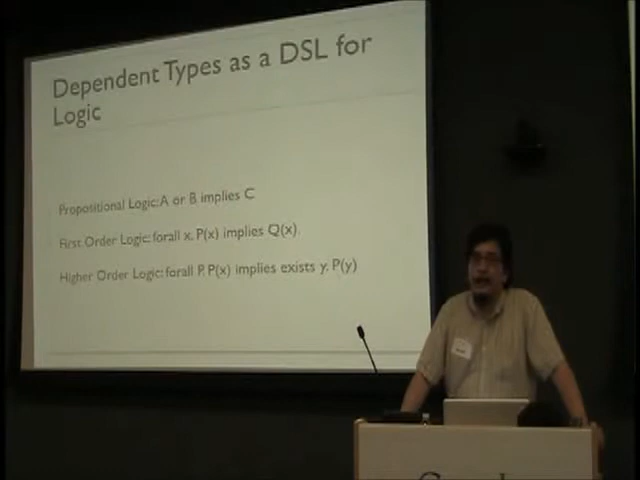 Dependent Types as a DSL for
Logic
Propositional Logic: A or B implies C
First Order Logic: forall x. P(x) implies Q(x)
Higher Order Logic: forall P. P(x) implies exists y. P(y)